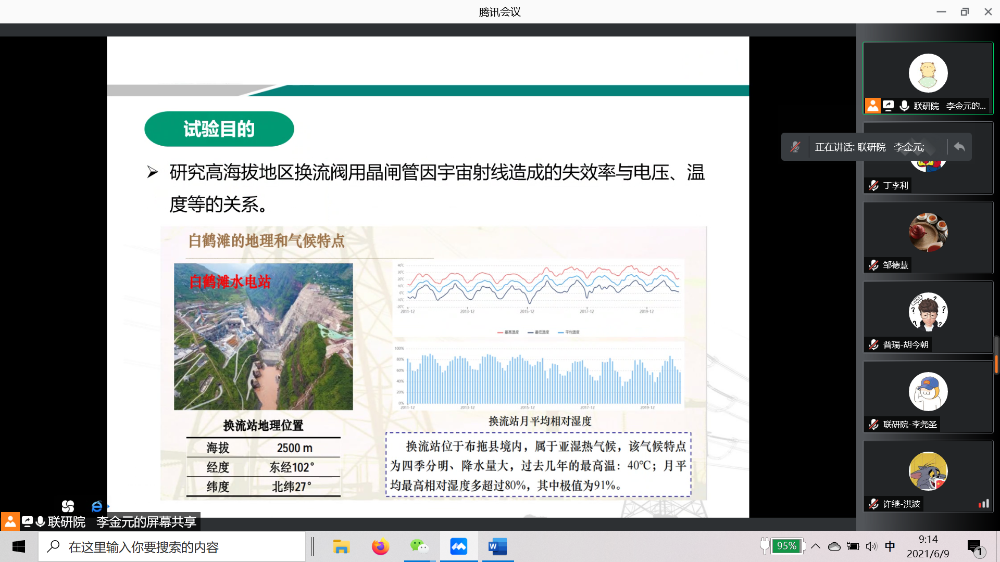 腾讯会议
试验目的
研究高海拔地区换流阀用晶闸管因宇宙射线造成的失效率与电压、温
度等的关系。
白鹤滩的地理和气候特点
白鹤滩水电站
40℃
30℃
20℃
10℃
0℃
-10℃
-20℃
2011-12 2013-12 2015-12 2017-12 2019-12
最高温度 最低温度 平均温度
100%
80%
60%
40%
20%
0%
2011-12 2013-12 2015-12 2017-12 2019-12
换流站月平均相对湿度
换流站地理位置
海拔 2500 m
经度 东经102°
纬度 北纬27°
换流站位于布拖县境内，属于亚湿热气候，该气候特点
为四季分明、降水量大，过去几年的最高温：40℃；月平
均最高相对湿度多超过80%，其中极值为91%。
联研院 李金元的屏幕共享
联研院 李金元的...
正在讲话: 联研院 李金元;
丁李利
邹德慧
普瑞-胡今朝
联研院-李尧圣
许继-洪波
在这里输入你要搜索的内容
95%
中
9:14
2021/6/9
1